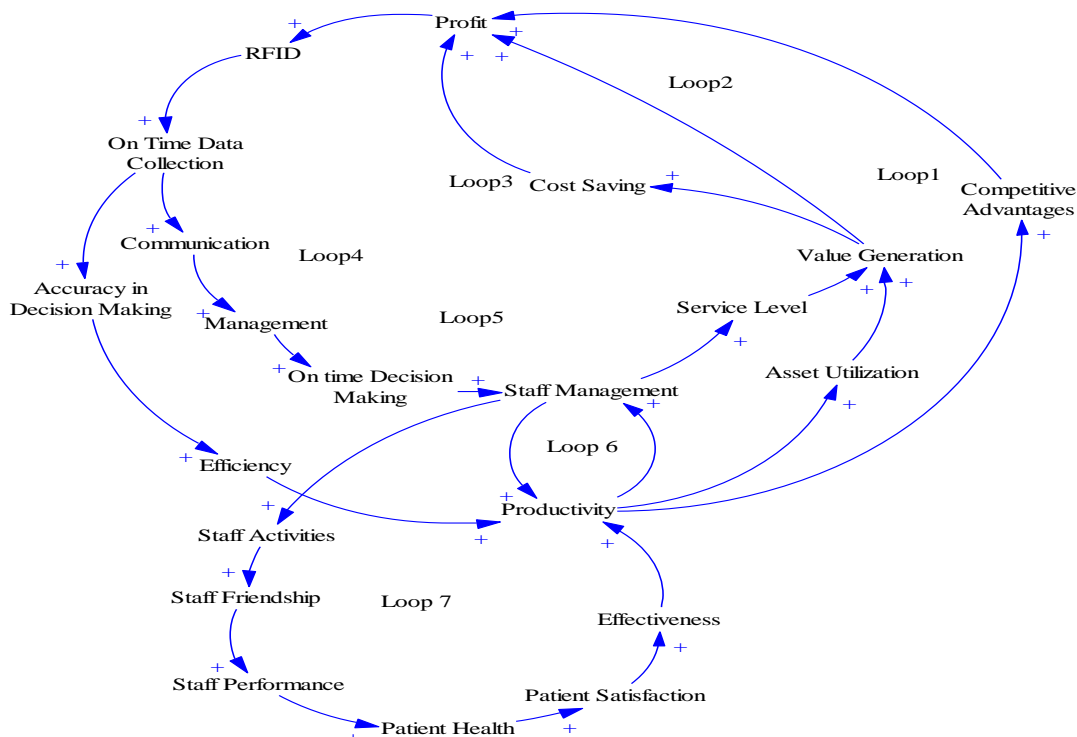 Profit
RFID
Loop2
On Time Data
Collection
Loop3
Cost Saving
Loop1
Competitive
Advantages
Communication
Loop4
Value Generation
Accuracy in
Decision Making
Management
Loop5
Service Level
On time Decision
Making
Staff Management
Asset Utilization
Loop 6
Efficiency
Productivity
Staff Activities
Staff Friendship
Loop 7
Effectiveness
Staff Performance
Patient Satisfaction
Patient Health